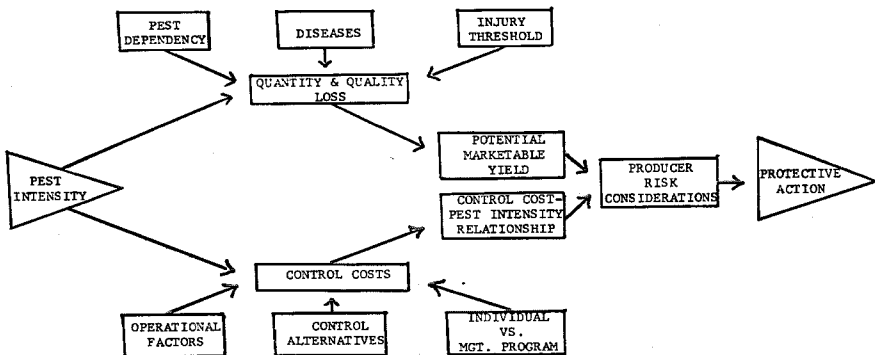 PEST
DEPENDENCY
DISEASES
INJURY
THRESHOLD
QUANTITY & QUALITY
LOSS
POTENTIAL
MARKETABLE
YIELD
PEST
INTENSITY
PRODUCER
RISK
CONSIDERATIONS
PROTECTIVE
ACTION
CONTROL COST-
PEST INTENSITY
RELATIONSHIP
CONTROL COSTS
OPERATIONAL
FACTORS
CONTROL
ALTERNATIVES
INDIVIDUAL
VS.
MGT. PROGRAM